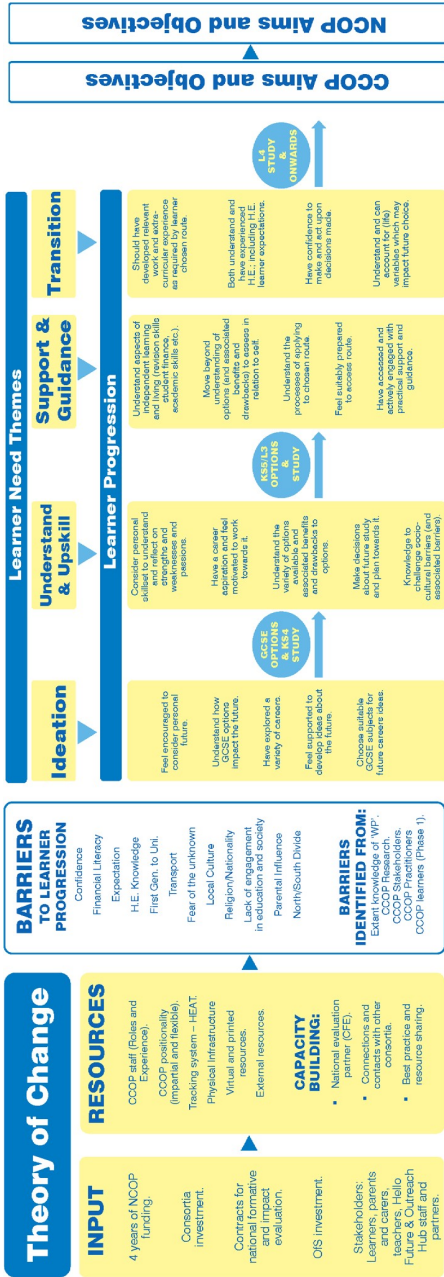 Theory of Change
INPUT
4 years of NCOP
funding.
Consortia
investment.
Contracts for
national formative
and impact
evaluation.
OfS investment.
Stakeholders:
Learners, parents
and carers,
teachers, Hello
Future & Outreach
Hub staff and
partners.
RESOURCES
CCOP staff (Roles and
Experience).
CCOP positionality
(impartial and flexible).
Tracking system – HEAT.
Physical Infrastructure
Virtual and printed
resources.
External resources.
CAPACITY
BUILDING:
▪ National evaluation
partner (CFE).
▪ Connections and
contacts with other
consortia.
▪ Best practice and
resource sharing.
BARRIERS
TO LEARNER
PROGRESSION
Confidence
Financial Literacy
Expectation
H.E. Knowledge
First Gen. to Uni.
Transport
Fear of the unknown
Local Culture
Religion/Nationality
Lack of engagement
in education and society
Parental Influence
North/South Divide
BARRIERS
IDENTIFIED FROM:
Extant knowledge of 'WP'.
CCOP Research.
CCOP Stakeholders.
CCOP Practitioners
CCOP learners (Phase 1).
Learner Need Themes
Ideation
Understand
& Upskill
Support &
Guidance
Transition
Learner Progression
Feel encouraged to
consider personal
future.
Understand how
GCSE options
impact the future.
Have explored a
variety of careers.
Feel supported to
develop ideas about
the future.
Choose suitable
GCSE subjects for
future careers ideas.
GCSE
OPTIONS
& KS4
STUDY
Consider personal
skillset to understand
and reflect on
strengths and
weaknesses and
passions.
Have a career
aspiration and feel
motivated to work
towards it.
Understand the
variety of options
available and
associated benefits
and drawbacks to
options.
Make decisions
about future study
and plan towards it.
Knowledge to
challenge socio-
cultural barriers (and
associated barriers).
KS5/L3
OPTIONS
&
STUDY
Understand aspects of
independent learning
and living (revision skills
student finance,
academic skills etc.).
Move beyond
understanding of
options (and associated
benefits and
drawbacks) to assess in
relation to self.
Understand the
processes of applying
to chosen route.
Feel suitably prepared
to access route.
Have accessed and
actively engaged with
practical support and
guidance.
Should have
developed relevant
work and extra-
curricular experience
as required by learner
chosen route.
Both understand and
have experienced
H.E.; including H.E.
learner expectations.
Have confidence to
make and act upon
decisions made.
Understand and can
account for (life)
variables which may
impact future choice.
L4
STUDY
&
ONWARDS
CCOP Aims and Objectives
NCOP Aims and Objectives